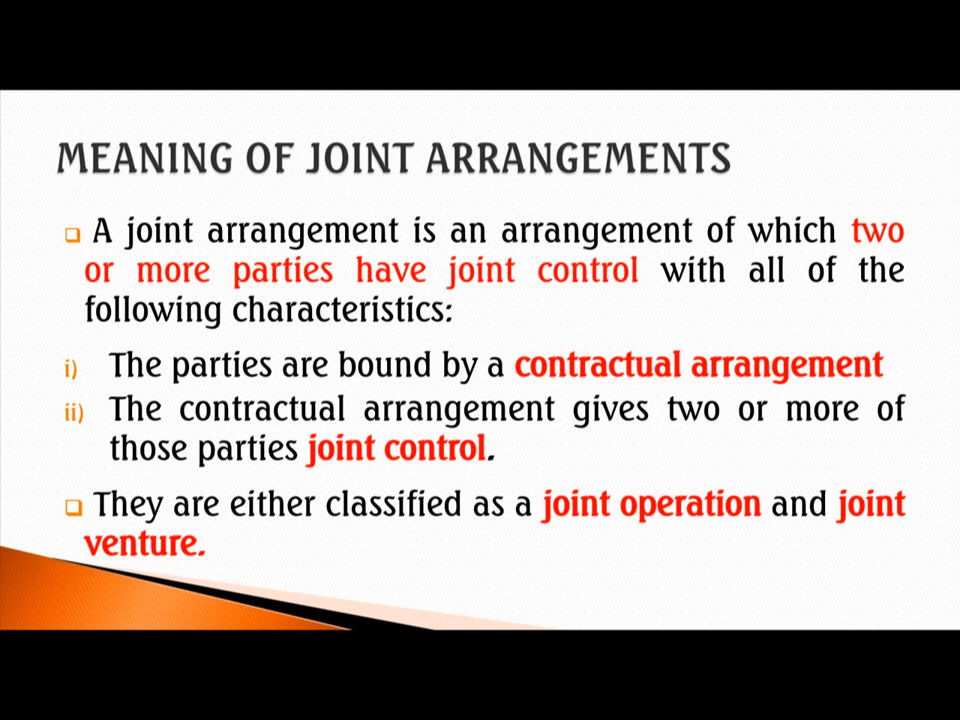 MEANING OF JOINT ARRANGEMENTS
A joint arrangement is an arrangement of which two
or more parties have joint control with all of the
following characteristics:
i) The parties are bound by a contractual arrangement
ii) The contractual arrangement gives two or more of
those parties joint control.
They are either classified as a joint operation and joint
venture.